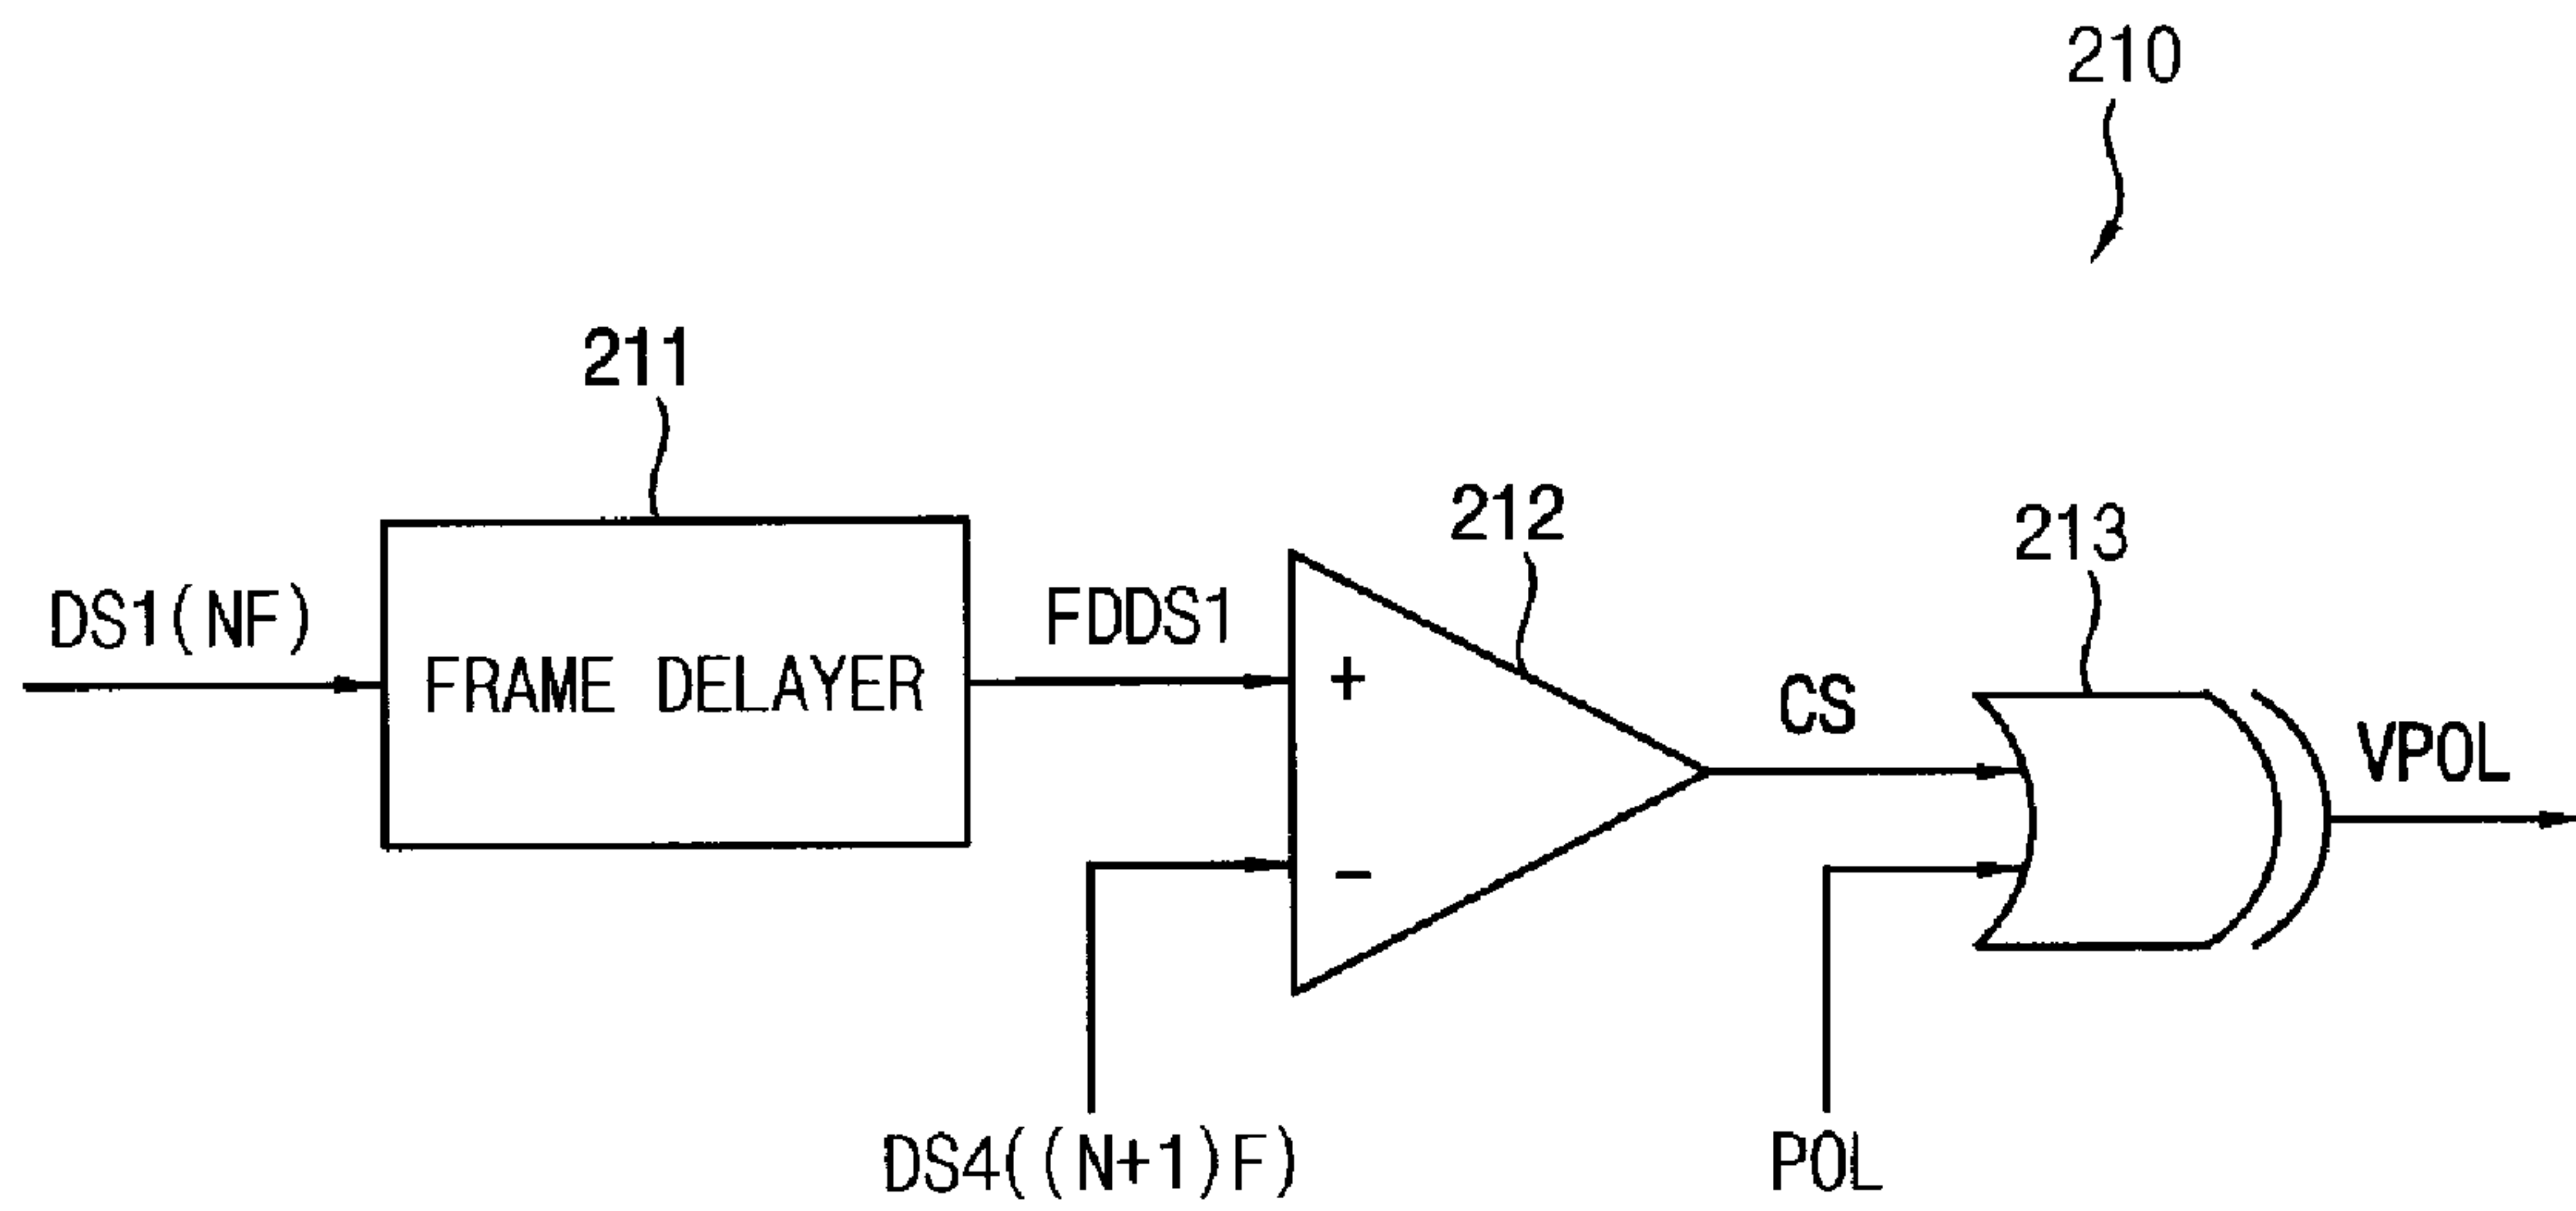 210
211
212
213
DS1(NF)
FRAME DELAYER
FDDS1
+
-
CS
VPOL
DS4((N+1)F)
POL